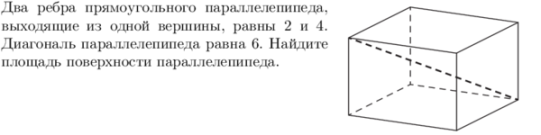 Два ребра прямоугольного параллелепипеда,
выходящие из одной вершины, равны 2 и 4.
Диагональ параллелепипеда равна 6. Найдите
площадь поверхности параллелепипеда.